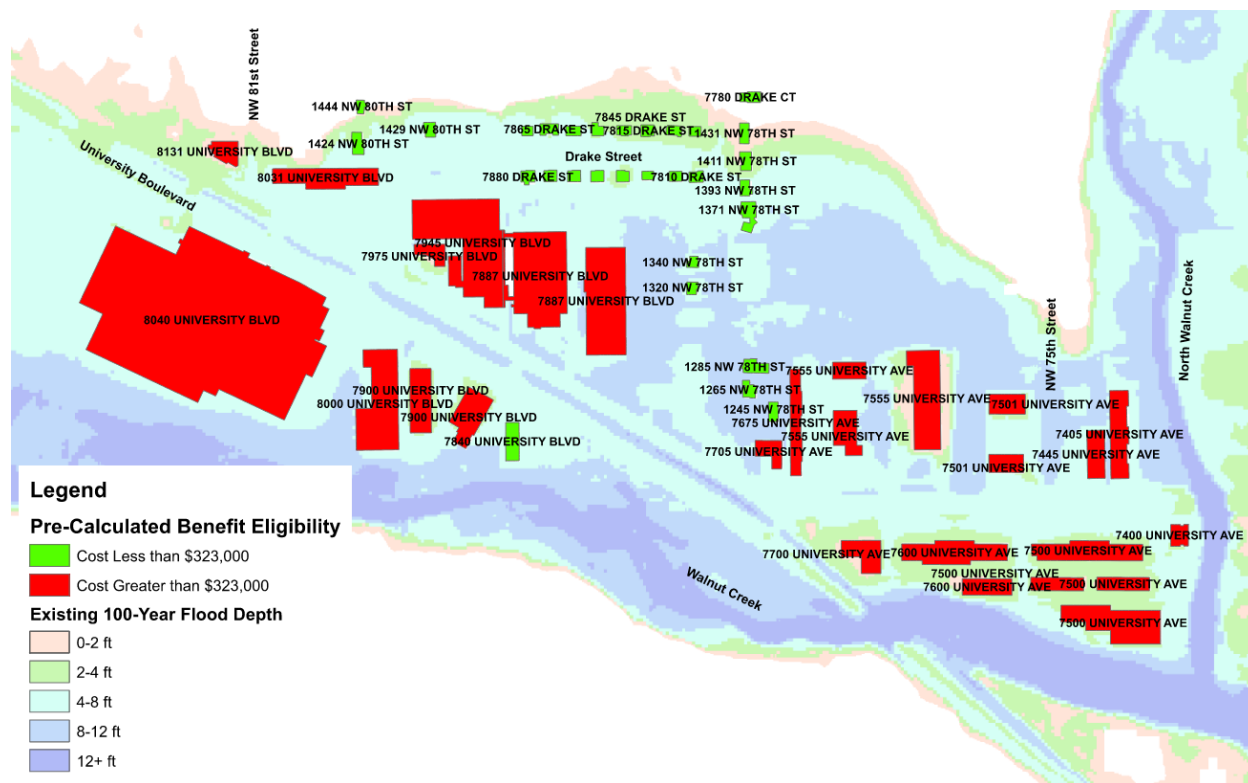 7780 DRAKE CT
NW 81st Street
1444 NW 80TH ST
7845 DRAKE ST
1429 NW 80TH ST
7865 DRAKE ST
7815 DRAKE ST
1431 NW 78TH ST
1424 NW 80TH ST
8131 UNIVERSITY BLVD
Drake Street
1411 NW 78TH ST
University Boulevard
8031 UNIVERSITY BLVD
7880 DRAKE ST
7810 DRAKE ST
1393 NW 78TH ST
1371 NW 78TH ST
7945 UNIVERSITY BLVD
7975 UNIVERSITY BLVD
1340 NW 78TH ST
7887 UNIVERSITY BLVD
1320 NW 78TH ST
7887 UNIVERSITY BLVD
8040 UNIVERSITY BLVD
North Walnut Creek
NW 75th Street
1285 NW 78TH ST
7555 UNIVERSITY AVE
7900 UNIVERSITY BLVD
1265 NW 78TH ST
7555 UNIVERSITY AVE
8000 UNIVERSITY BLVD
7501 UNIVERSITY AVE
1245 NW 78TH ST
7900 UNIVERSITY BLVD
7675 UNIVERSITY AVE
7555 UNIVERSITY AVE
7405 UNIVERSITY AVE
7840 UNIVERSITY BLVD
7705 UNIVERSITY AVE
7445 UNIVERSITY AVE
7501 UNIVERSITY AVE
7400 UNIVERSITY AVE
7700 UNIVERSITY AVE
7600 UNIVERSITY AVE
7500 UNIVERSITY AVE
7500 UNIVERSITY AVE
7600 UNIVERSITY AVE
7500 UNIVERSITY AVE
Walnut Creek
7500 UNIVERSITY AVE
Legend
Pre-Calculated Benefit Eligibility
Cost Less than $323,000
Cost Greater than $323,000
Existing 100-Year Flood Depth
0-2 ft
2-4 ft
4-8 ft
8-12 ft
12+ ft